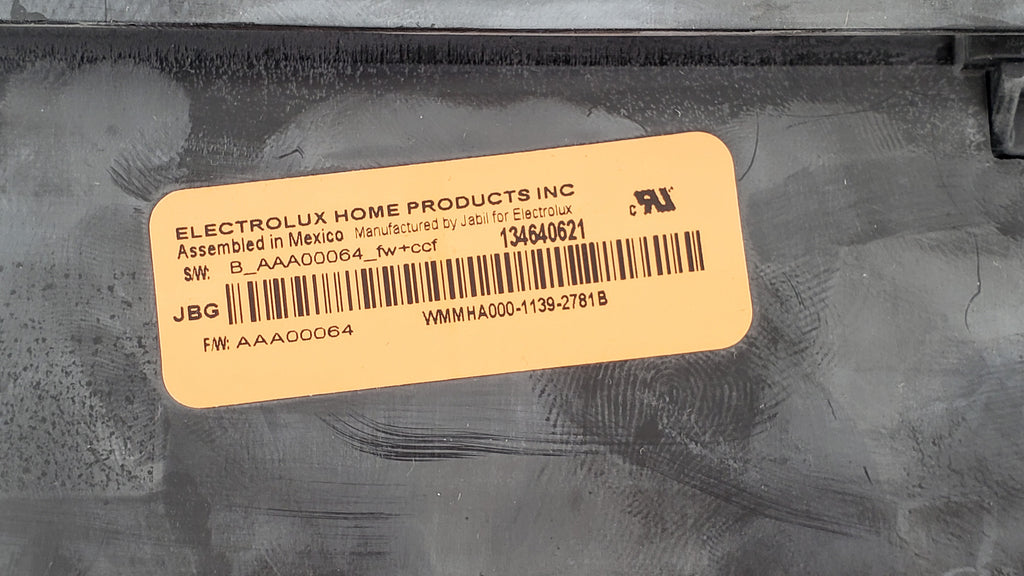 ELECTROLUX HOME PRODUCTS INC
Assembled in Mexico Manufactured by Jabil for Electrolux
S/W: B_AAA00064_fw+ccf 134640621
JBG
WMMHA000-1139-2781B
F/W: AAA00064
c RU